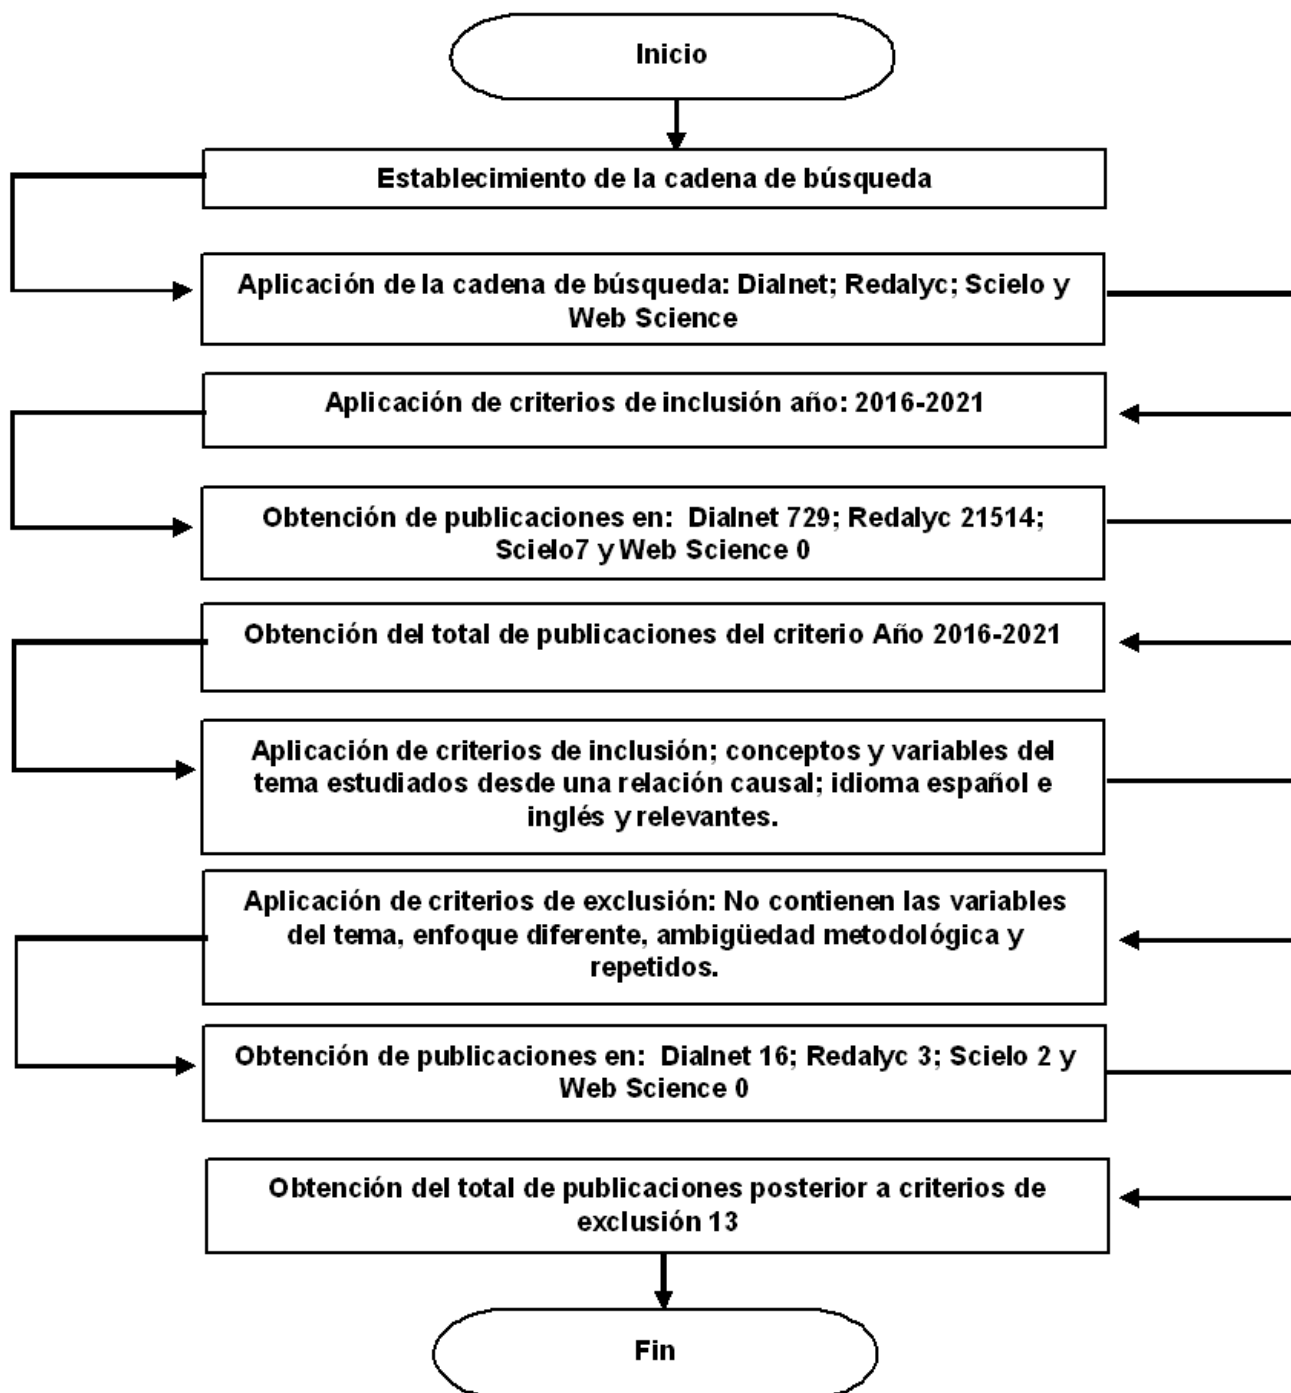 Inicio
Establecimiento de la cadena de búsqueda
Aplicación de la cadena de búsqueda: Dialnet; Redalyc; Scielo y
Web Science
Aplicación de criterios de inclusión año: 2016-2021
Obtención de publicaciones en: Dialnet 729; Redalyc 21514;
Scielo7 y Web Science 0
Obtención del total de publicaciones del criterio Año 2016-2021
Aplicación de criterios de inclusión; conceptos y variables del
tema estudiados desde una relación causal; idioma español e
inglés y relevantes.
Aplicación de criterios de exclusión: No contienen las variables
del tema, enfoque diferente, ambigüedad metodológica y
repetidos.
Obtención de publicaciones en: Dialnet 16; Redalyc 3; Scielo 2 y
Web Science 0
Obtención del total de publicaciones posterior a criterios de
exclusión 13
Fin